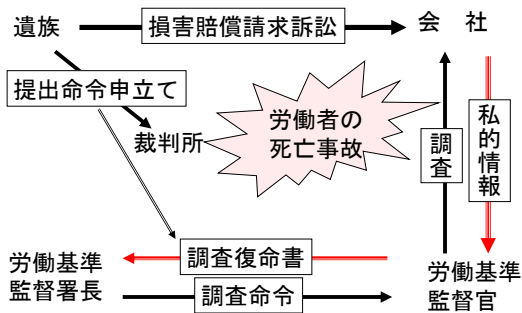 遺族
損害賠償請求訴訟
会 社
提出命令申立て
裁判所
労働者の
死亡事故
調査
私的情報
調査復命書
労働基準
監督署長
調査命令
労働基準
監督官